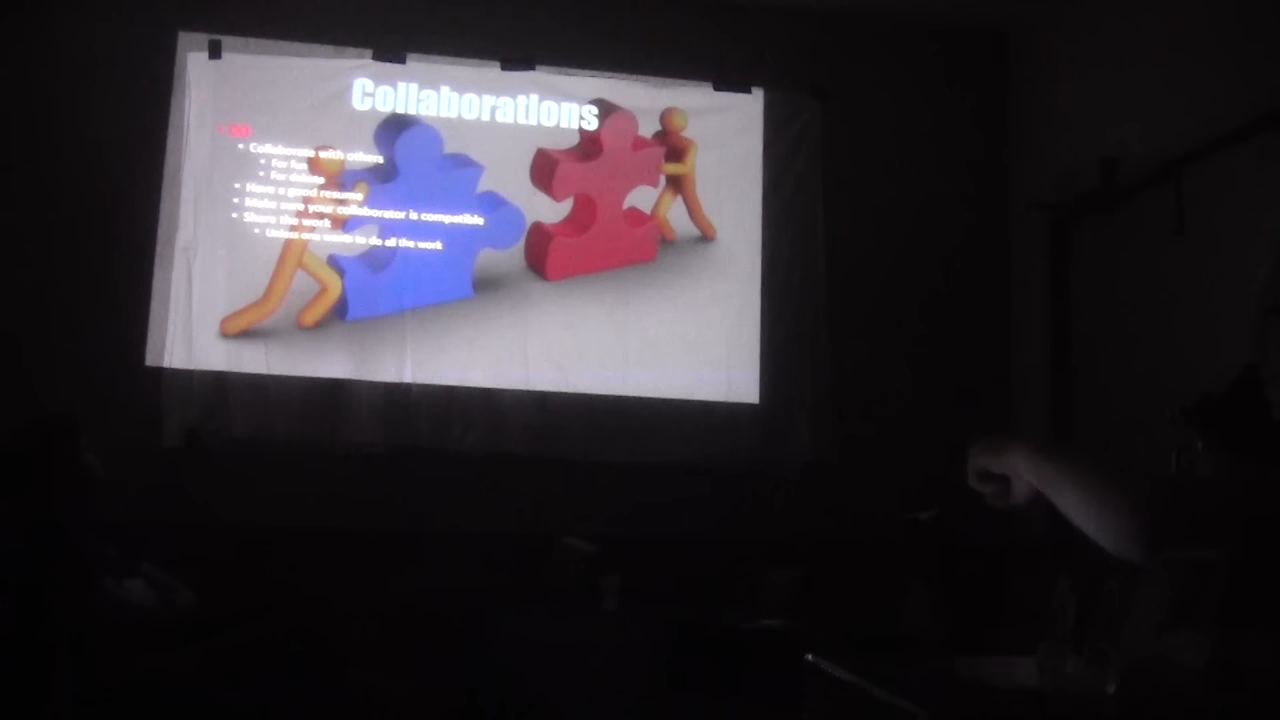 Collaborations
• DO
• Collaborate with others
• For fun
• For debate
• Have a good resume
• Make sure your collaborator is compatible
• Share the work
• Unless one wants to do all the work